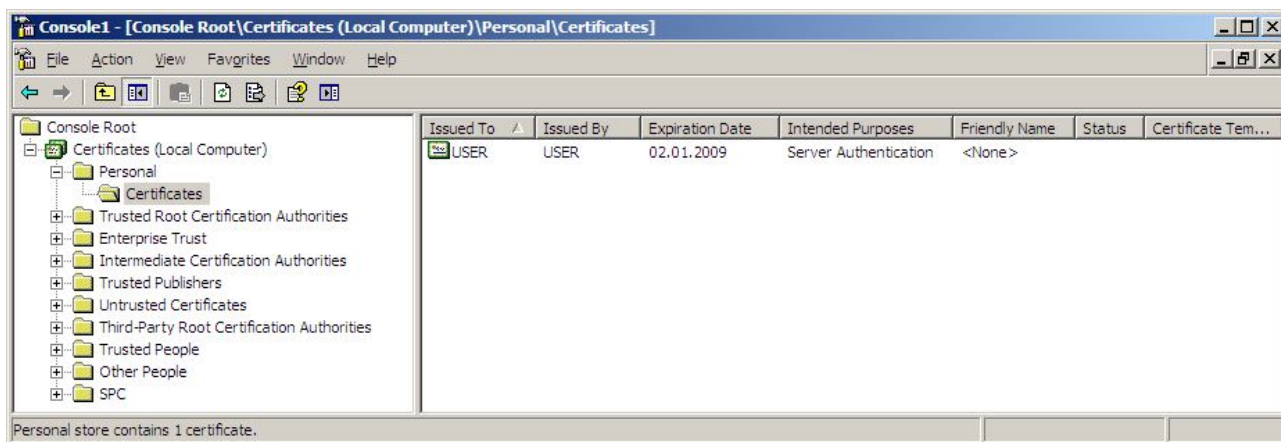 Console1 - [Console Root\Certificates (Local Computer)\Personal\Certificates]
File Action View Favorites Window Help
Console Root
Certificates (Local Computer)
Personal
Certificates
Trusted Root Certification Authorities
Enterprise Trust
Intermediate Certification Authorities
Trusted Publishers
Untrusted Certificates
Third-Party Root Certification Authorities
Trusted People
Other People
SPC
Issued To Issued By Expiration Date Intended Purposes Friendly Name Status Certificate Tem...
USER USER 02.01.2009 Server Authentication <None>
Personal store contains 1 certificate.